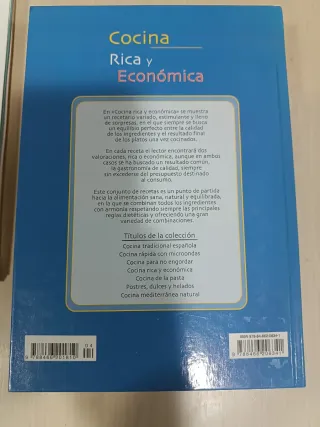 Cocina
Rica y
Económica
En «Cocina rica y económica» se muestra
un recetario variado, estimulante y lleno
de sorpresas, en el que siempre se busca
un equilibrio perfecto entre la calidad
de los ingredientes y el resultado final
de los platos una vez cocinados.
En cada receta el lector encontrará dos
valoraciones, rica o económica, aunque en ambos
casos se ha buscado un resultado común,
la gastronomía de calidad, siempre
sin excederse del presupuesto destinado
al consumo.
Este conjunto de recetas es un punto de partida
hacia la alimentación sana, natural y equilibrada,
en la que se combinan todos los ingredientes
con armonía respetando siempre las principales
reglas dietéticas y ofreciendo una gran
variedad de combinaciones.
Títulos de la colección
Cocina tradicional española
Cocina rápida con microondas
Cocina para no engordar
Cocina rica y económica
Cocina de la pasta
Postres, dulces y helados
Cocina mediterránea natural
04